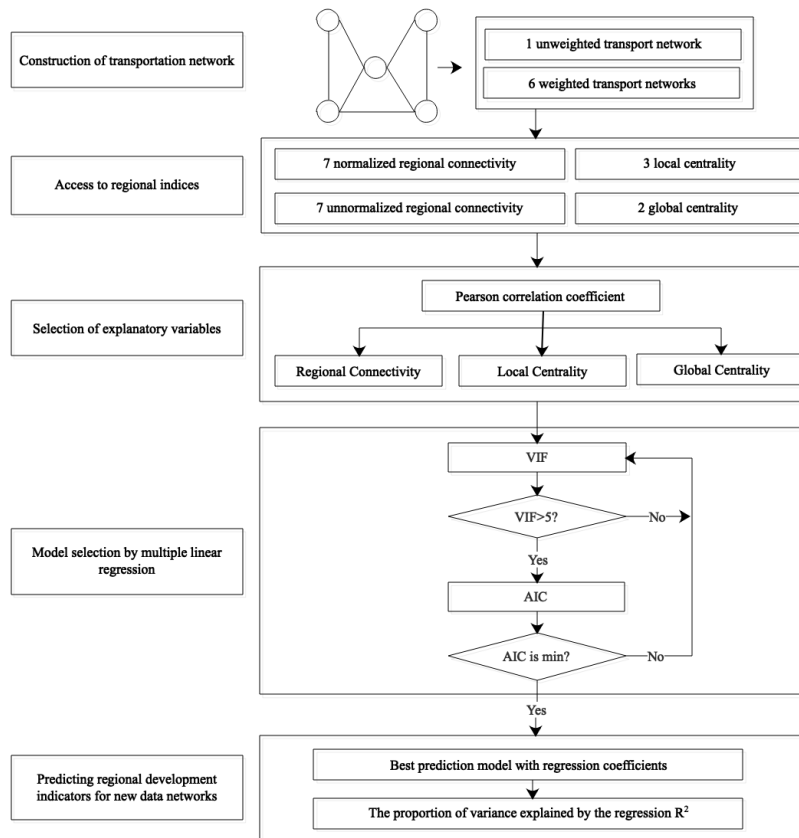 Construction of transportation network
1 unweighted transport network
6 weighted transport networks
Access to regional indices
7 normalized regional connectivity
3 local centrality
7 unnormalized regional connectivity
2 global centrality
Selection of explanatory variables
Pearson correlation coefficient
Regional Connectivity
Local Centrality
Global Centrality
Model selection by multiple linear
regression
VIF
VIF>5?
No
Yes
AIC
AIC is min?
No
Yes
Predicting regional development
indicators for new data networks
Best prediction model with regression coefficients
The proportion of variance explained by the regression R²